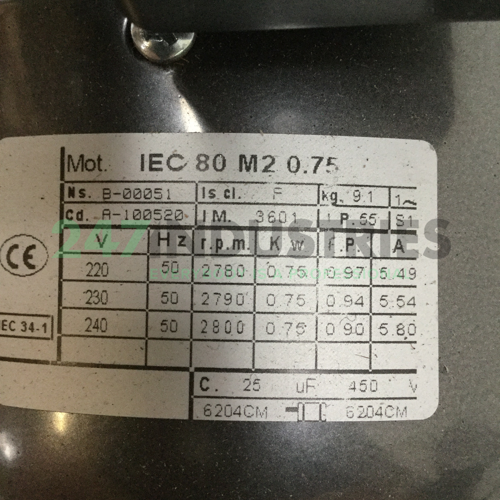 Mot. IEC 80 M2 0.75
Ns. B-00051 Is cl. F kg. 9.1 1~
Cd. A-100520 IM. 3601 IP.55 S1
247 INDUSTRIES
V Hz r.p.m. Kw f.P. A
220 50 2780 0.75 0.97 5.49
230 50 2790 0.75 0.94 5.54
240 50 2800 0.75 0.90 5.80
CE
IEC 34-1
C. 25 uF 450 V
6204CM 6204CM